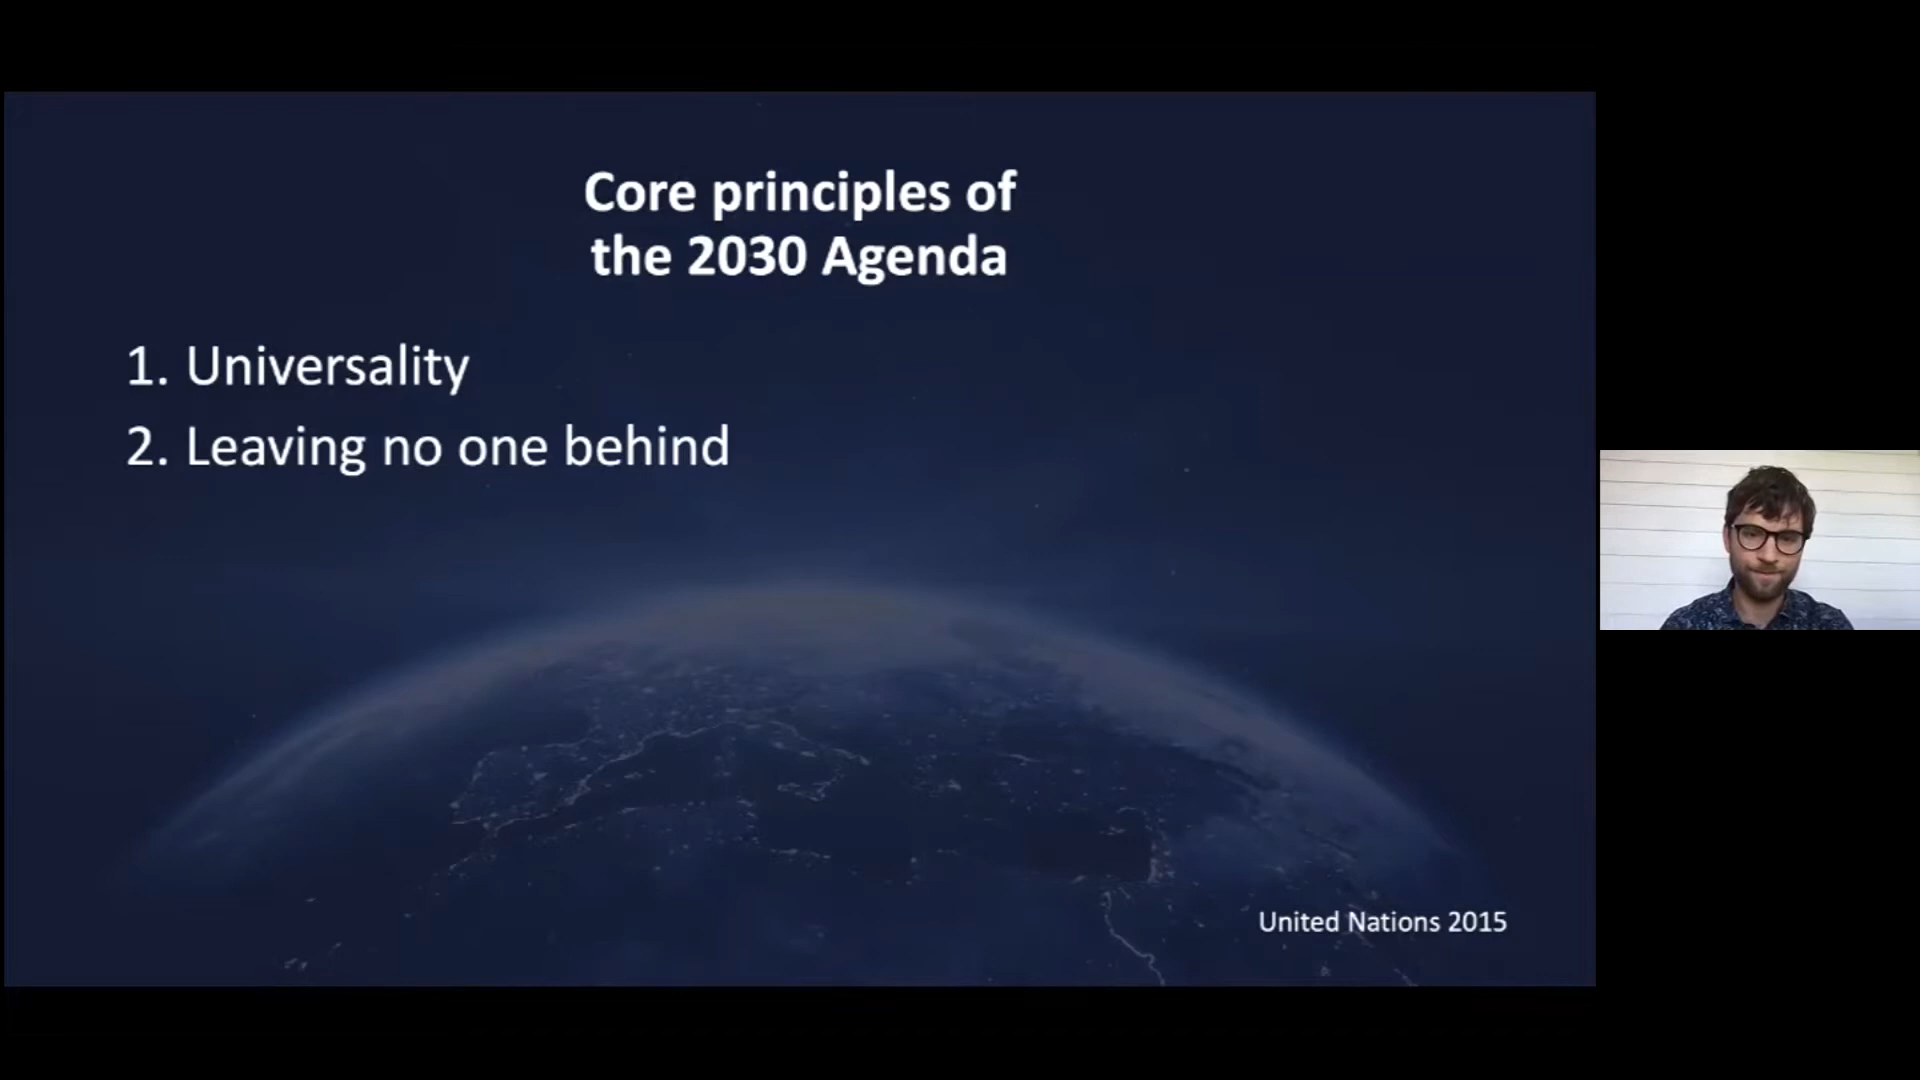 Core principles of
the 2030 Agenda
1. Universality
2. Leaving no one behind
United Nations 2015